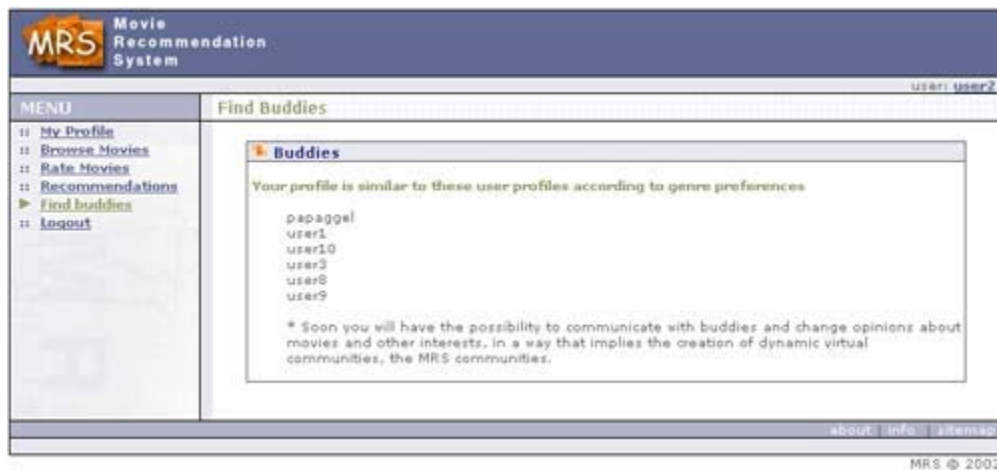 MRS
Movie
Recommendation
System
user: user2
MENU
Find Buddies
:: My Profile
:: Browse Movies
:: Rate Movies
:: Recommendations
Find buddies
:: Logout
Buddies
Your profile is similar to these user profiles according to genre preferences
papaggel
user1
user10
user3
user8
user9
* Soon you will have the possibility to communicate with buddies and change opinions about
movies and other interests, in a way that implies the creation of dynamic virtual
communities, the MRS communities.
about | info | sitemap
MRS @ 2002